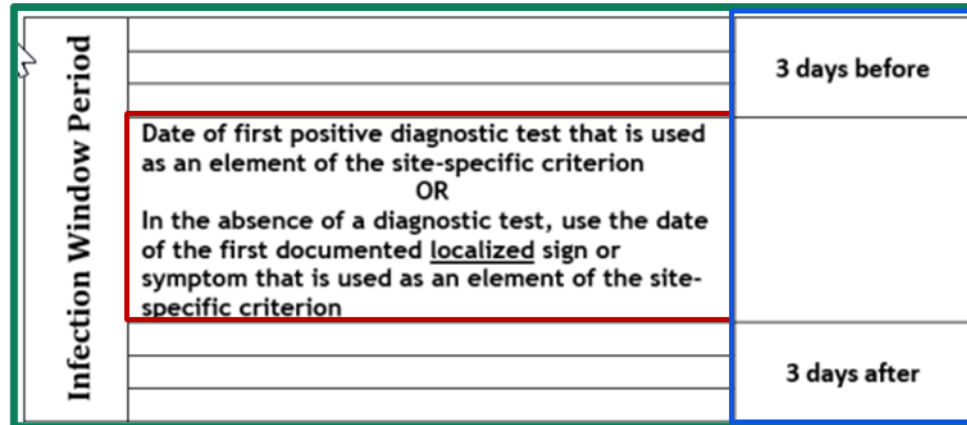 Infection Window Period
3 days before
Date of first positive diagnostic test that is used
as an element of the site-specific criterion
OR
In the absence of a diagnostic test, use the date
of the first documented localized sign or
symptom that is used as an element of the site-
specific criterion
3 days after